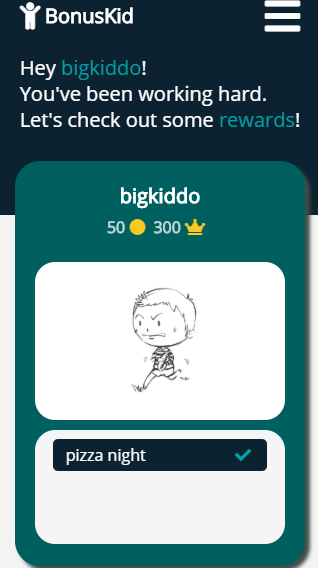 BonusKid
Hey bigkiddo!
You've been working hard.
Let's check out some rewards!
bigkiddo
50 300
pizza night